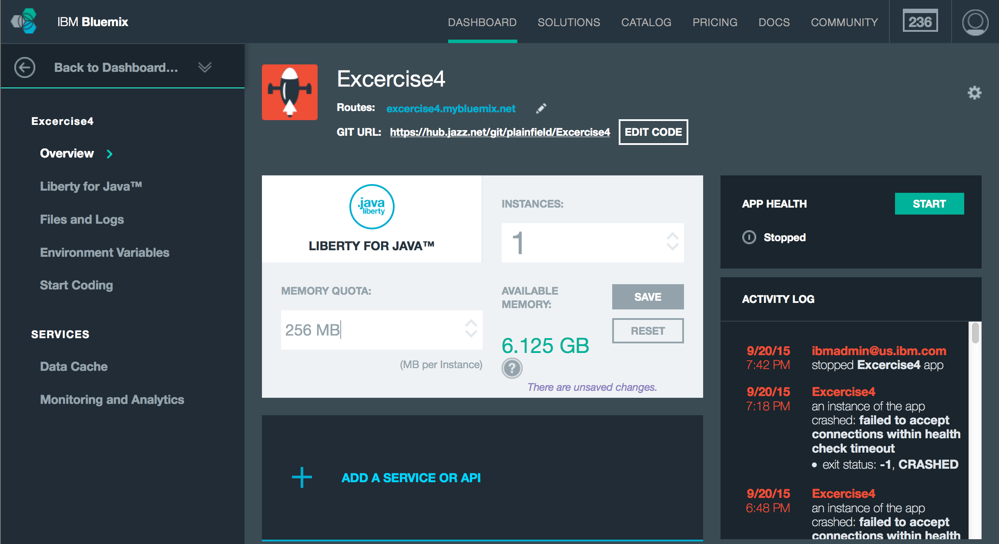 IBM Bluemix
DASHBOARD
SOLUTIONS
CATALOG
PRICING
DOCS
COMMUNITY
236
Back to Dashboard...
Excercise4
Overview
Liberty for Java™
Files and Logs
Environment Variables
Start Coding
SERVICES
Data Cache
Monitoring and Analytics
Excercise4
Routes: excercise4.mybluemix.net
GIT URL: https://hub.jazz.net/git/plainfield/Excercise4 EDIT CODE
.java
liberty
LIBERTY FOR JAVA™
INSTANCES:
1
MEMORY QUOTA:
256 MB
(MB per Instance)
AVAILABLE
MEMORY:
6.125 GB
?
SAVE
RESET
There are unsaved changes.
ADD A SERVICE OR API
APP HEALTH
START
Stopped
ACTIVITY LOG
9/20/15 ibmadmin@us.ibm.com
7:42 PM stopped Excercise4 app
9/20/15 Excercise4
7:18 PM an instance of the app
crashed: failed to accept
connections within health
check timeout
• exit status: -1, CRASHED
9/20/15 Excercise4
6:48 PM an instance of the app
crashed: failed to accept
connections within health